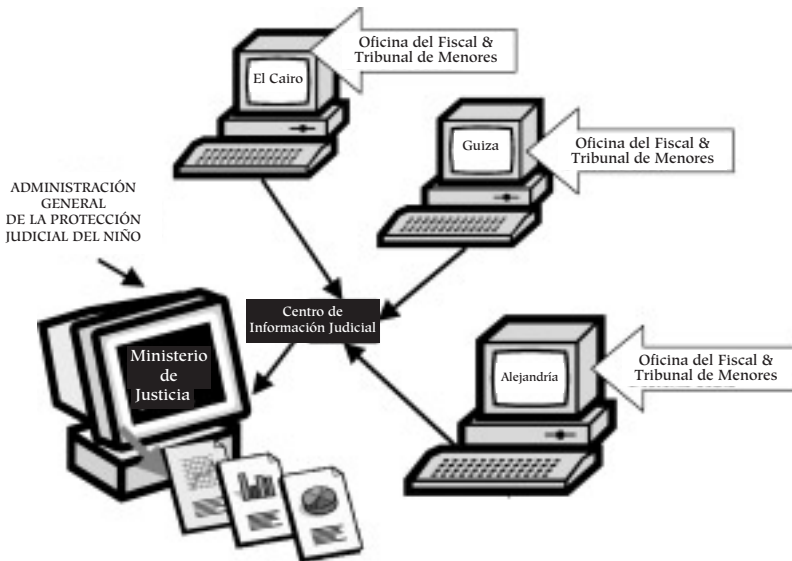 Oficina del Fiscal &
Tribunal de Menores
El Cairo
Guiza
Oficina del Fiscal &
Tribunal de Menores
ADMINISTRACIÓN
GENERAL
DE LA PROTECCIÓN
JUDICIAL DEL NIÑO
Centro de
Información Judicial
Ministerio
de
Justicia
Alejandría
Oficina del Fiscal &
Tribunal de Menores